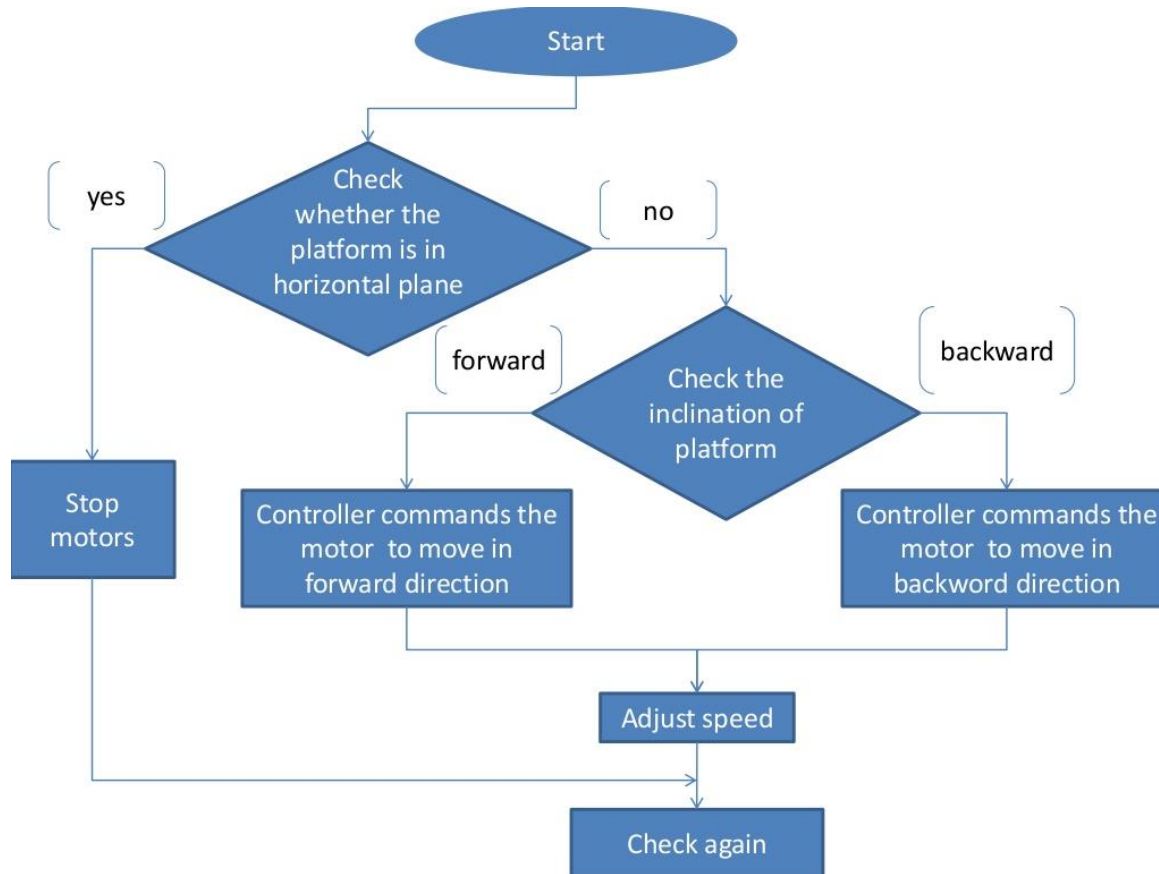 Start
yes
Check
whether the
platform is in
horizontal plane
no
forward
Check the
inclination of
platform
backward
Stop
motors
Controller commands the
motor to move in
forward direction
Controller commands the
motor to move in
backword direction
Adjust speed
Check again